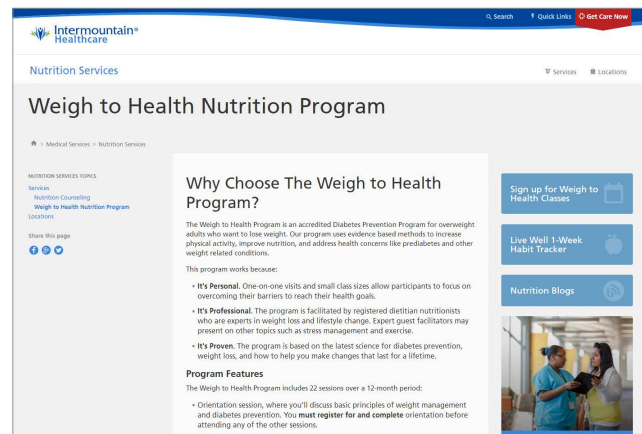 Search Quick Links Get Care Now
Intermountain®
Healthcare
Nutrition Services
Services Locations
Weigh to Health Nutrition Program
> Medical Services > Nutrition Services
NUTRITION SERVICES TOPICS
Services
Nutrition Counseling
Weigh to Health Nutrition Program
Locations
Share this page
Why Choose The Weigh to Health
Program?
The Weigh to Health Program is an accredited Diabetes Prevention Program for overweight
adults who want to lose weight. Our program uses evidence based methods to increase
physical activity, improve nutrition, and address health concerns like prediabetes and other
weight related conditions.
This program works because:
• It's Personal. One-on-one visits and small class sizes allow participants to focus on
overcoming their barriers to reach their health goals.
• It's Professional. The program is facilitated by registered dietitian nutritionists
who are experts in weight loss and lifestyle change. Expert guest facilitators may
present on other topics such as stress management and exercise.
• It's Proven. The program is based on the latest science for diabetes prevention,
weight loss, and how to help you make changes that last for a lifetime.
Program Features
The Weigh to Health Program includes 22 sessions over a 12-month period:
• Orientation session, where you'll discuss basic principles of weight management
and diabetes prevention. You must register for and complete orientation before
attending any of the other sessions.
Sign up for Weigh to
Health Classes
Live Well 1-Week
Habit Tracker
Nutrition Blogs